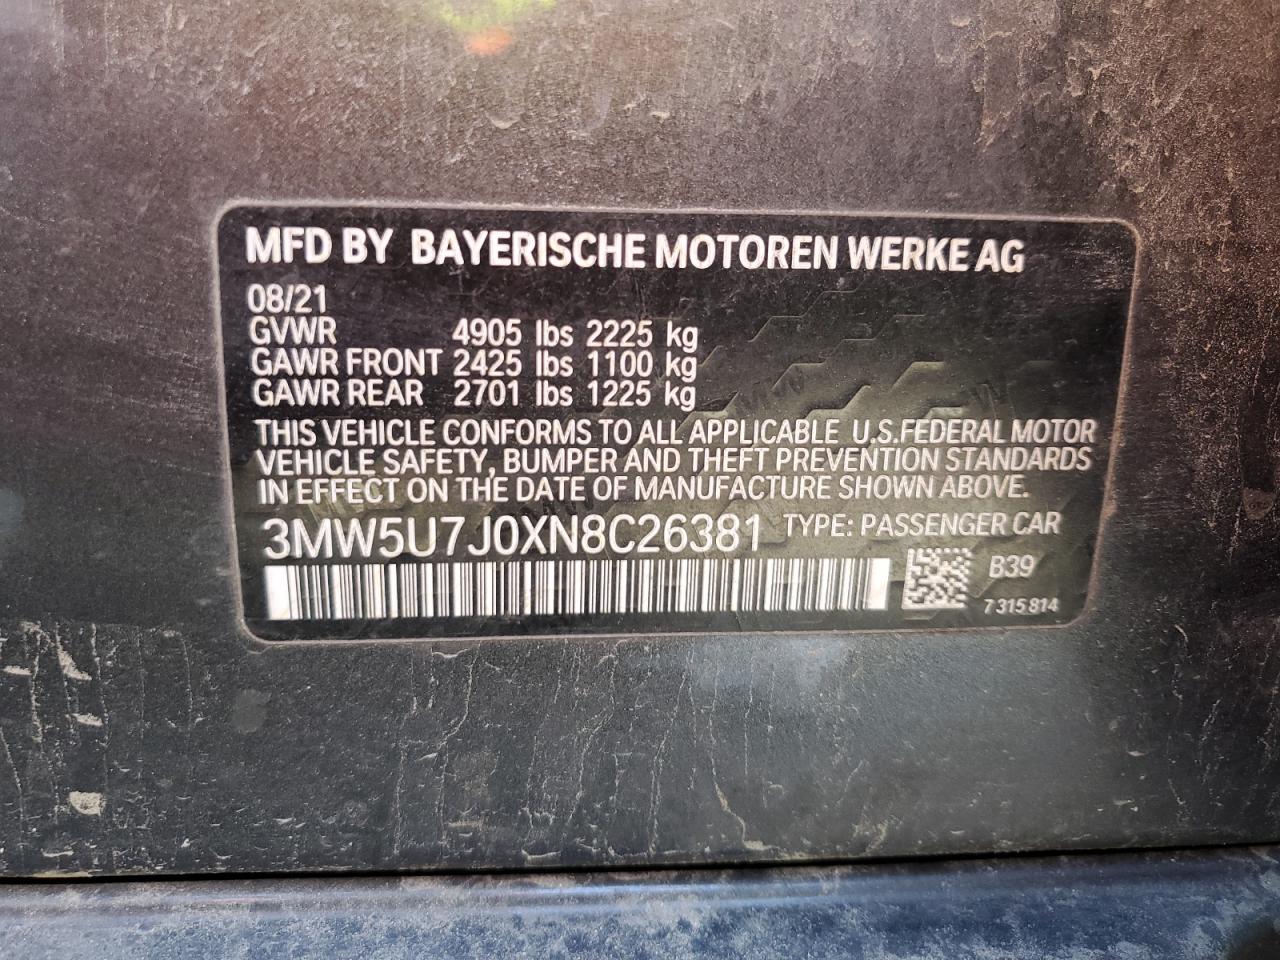 MFD BY BAYERISCHE MOTOREN WERKE AG
08/21
GVWR 4905 lbs 2225 kg
GAWR FRONT 2425 lbs 1100 kg
GAWR REAR 2701 lbs 1225 kg
THIS VEHICLE CONFORMS TO ALL APPLICABLE U.S.FEDERAL MOTOR
VEHICLE SAFETY, BUMPER AND THEFT PREVENTION STANDARDS
IN EFFECT ON THE DATE OF MANUFACTURE SHOWN ABOVE.
3MW5U7J0XN8C26381 TYPE: PASSENGER CAR
B39
7 315 814